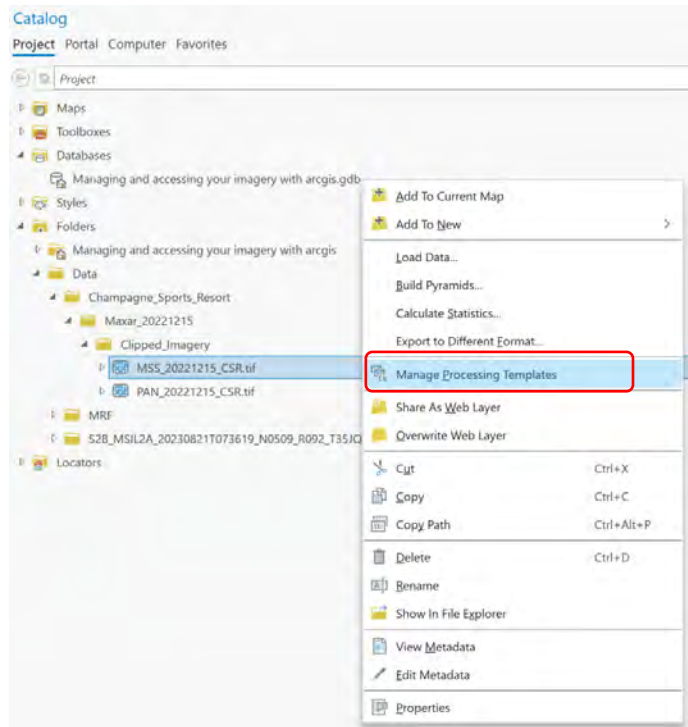 Catalog
Project Portal Computer Favorites
Project
Maps
Toolboxes
Databases
Managing and accessing your imagery with arcgis.gdb
Styles
Folders
Managing and accessing your imagery with arcgis
Data
Champagne_Sports_Resort
Maxar_20221215
Clipped_Imagery
MSS_20221215_CSR.tif
PAN_20221215_CSR.tif
MRF
S2B_MSIL2A_20230821T073619_N0509_R092_T35JQ
Locators
Add To Current Map
Add To New
Load Data...
Build Pyramids...
Calculate Statistics...
Export to Different Format...
Manage Processing Templates
Share As Web Layer
Overwrite Web Layer
Cut Ctrl+X
Copy Ctrl+C
Copy Path Ctrl+Alt+P
Delete Ctrl+D
Rename
Show In File Explorer
View Metadata
Edit Metadata
Properties